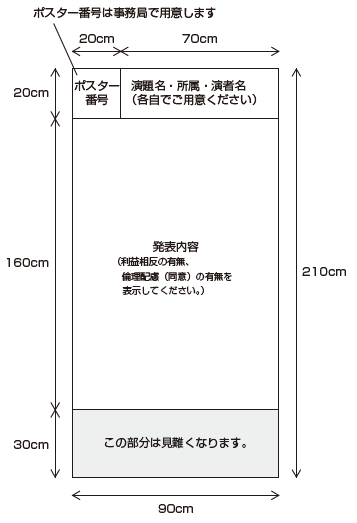 ポスター番号は事務局で用意します
20cm
70cm
20cm
ポスター
番号
演題名・所属・演者名
（各自でご用意ください）
160cm
発表内容
（利益相反の有無、
倫理配慮（同意）の有無を
表示してください。）
210cm
30cm
この部分は見難くなります。
90cm